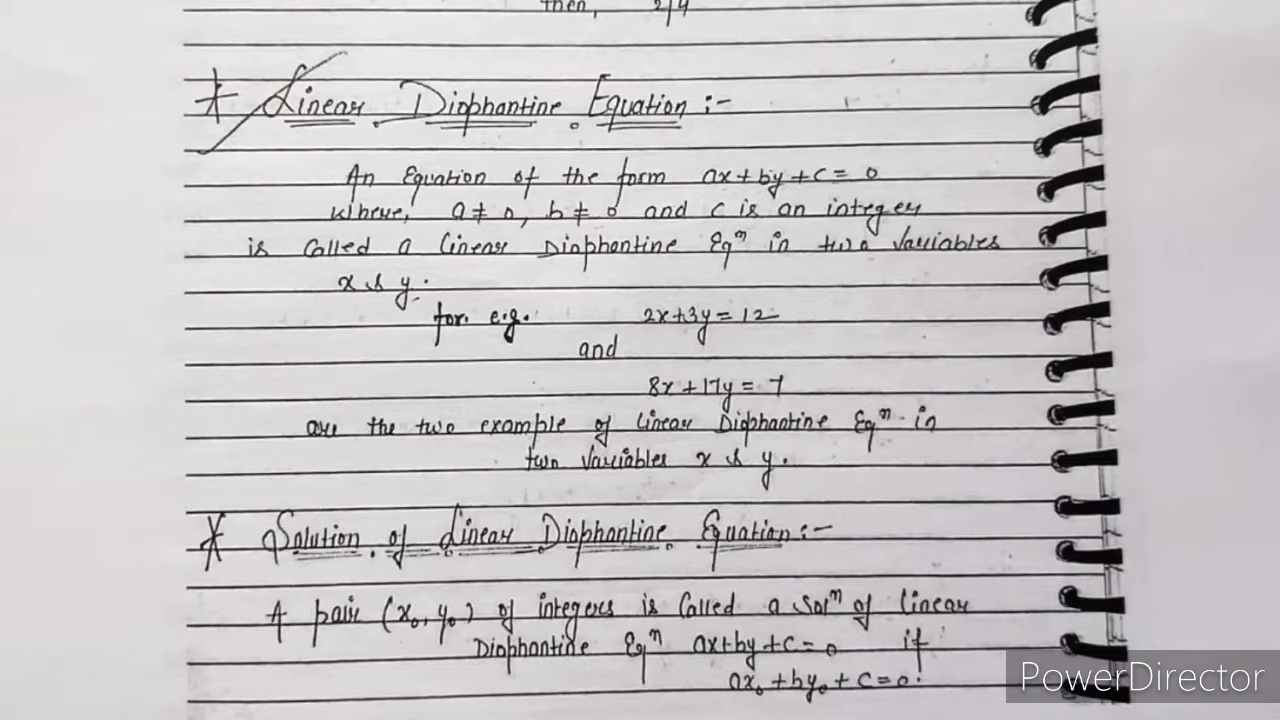 then, 2/4
* Linear Diophantine Equation :-
An Equation of the form ax+by+c=0
Where, a≠0, b≠0 and c is an integer
is called a linear Diophantine Eqⁿ in two variables
x & y.
for. e.g. 2x+3y=12
and
8x+17y=7
are the two example of linear Diophantine Eqⁿ in
two variables x & y.
* Solution of Linear Diophantine Equation :-
A pair (x₀, y₀) of integers is called a solⁿ of linear
Diophantine Eqⁿ ax+by+c=0 if
ax₀+by₀+c=0.
PowerDirector